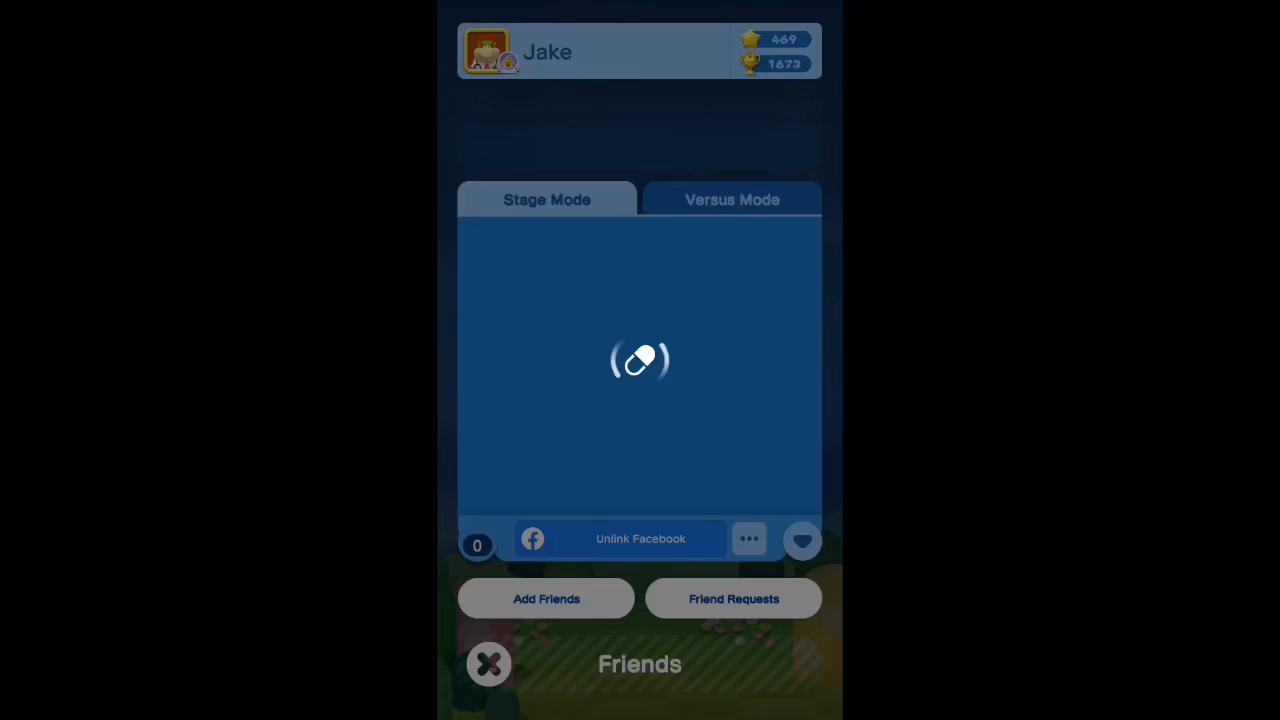 Jake
469
1673
Stage Mode
Versus Mode
0
Unlink Facebook
Add Friends
Friend Requests
Friends